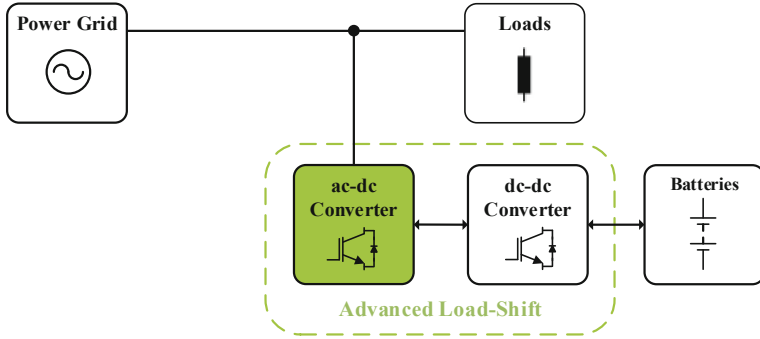 Power Grid
Loads
ac-dc
Converter
dc-dc
Converter
Batteries
Advanced Load-Shift